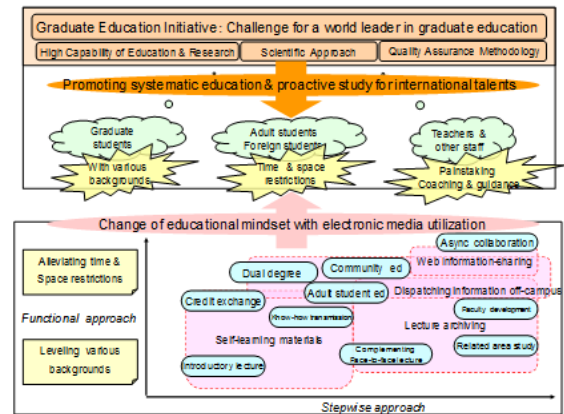 Graduate Education Initiative: Challenge for a world leader in graduate education
High Capability of Education & Research
Scientific Approach
Quality Assurance Methodology
Promoting systematic education & proactive study for international talents
Graduate
students
With various
backgrounds
Adult students
Foreign students
Time & space
restrictions
Teachers &
other staff
Painstaking
Coaching & guidance
Change of educational mindset with electronic media utilization
Alleviating time &
Space restrictions
Functional approach
Leveling various
backgrounds
Async collaboration
Web information-sharing
Community ed
Dual degree
Dispatching information off-campus
Adult student ed
Credit exchange
Faculty development
Know-how transmission
Lecture archiving
Self-learning materials
Related area study
Complementing
Face-to-face lecture
Introductory lecture
Stepwise approach